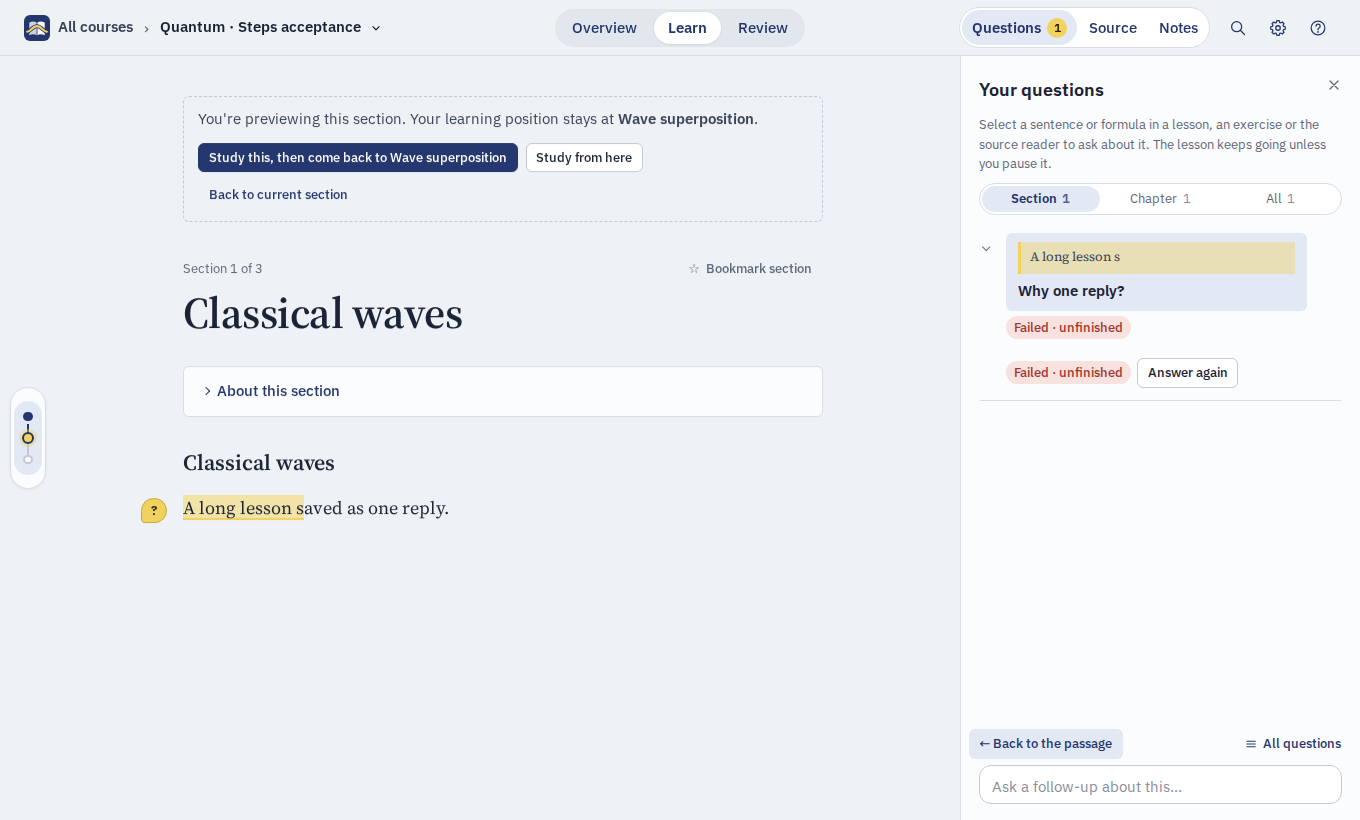 All courses › Quantum · Steps acceptance
Overview Learn Review
Questions 1 Source Notes
You're previewing this section. Your learning position stays at Wave superposition.
Study this, then come back to Wave superposition
Study from here
Back to current section
Section 1 of 3
☆ Bookmark section
Classical waves
About this section
Classical waves
?
A long lesson saved as one reply.
Your questions
Select a sentence or formula in a lesson, an exercise or the
source reader to ask about it. The lesson keeps going unless
you pause it.
Section 1 Chapter 1 All 1
A long lesson s
Why one reply?
Failed · unfinished
Failed · unfinished Answer again
← Back to the passage
≡ All questions
Ask a follow-up about this...